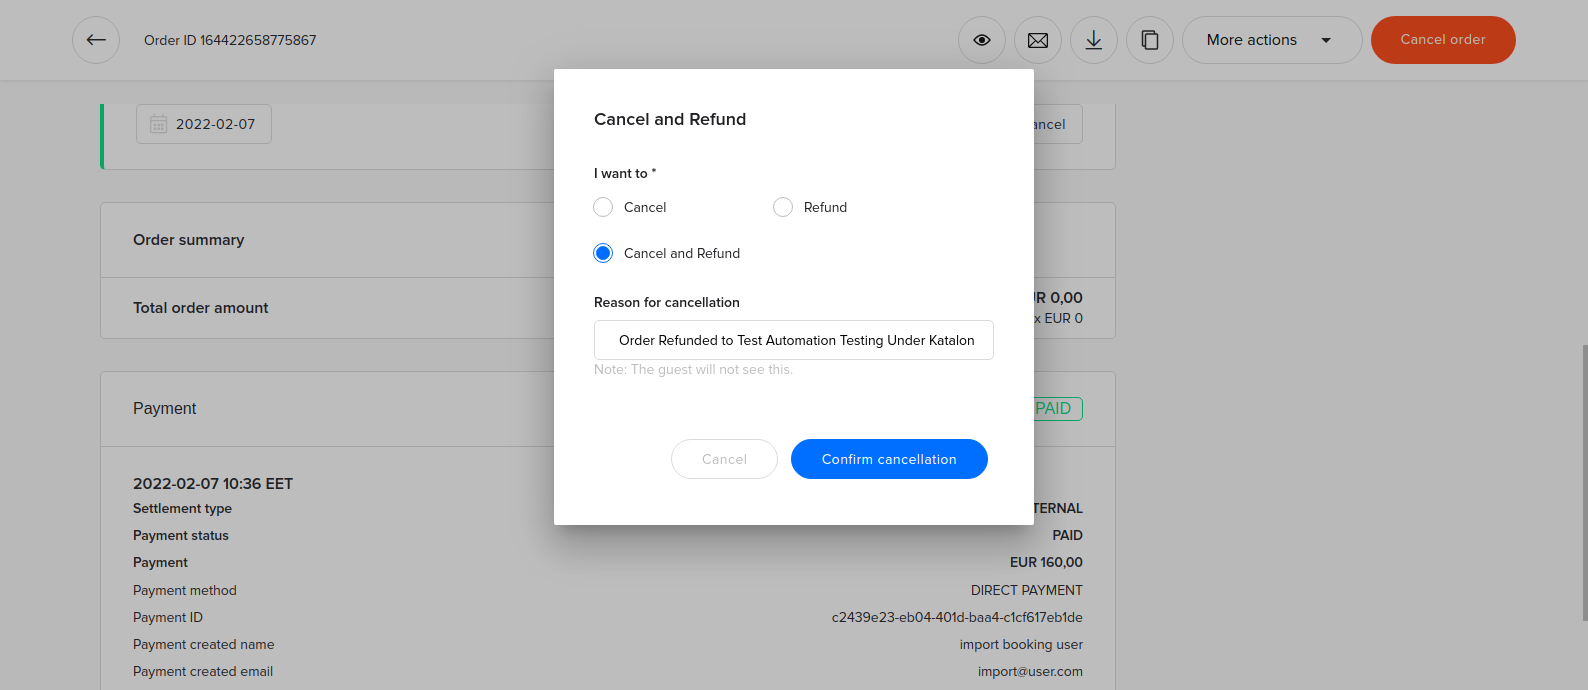 Order ID 164422658775867
More actions
Cancel order
2022-02-07
ancel
Cancel and Refund
I want to *
Cancel
Refund
Cancel and Refund
Reason for cancellation
Order Refunded to Test Automation Testing Under Katalon
Note: The guest will not see this.
Cancel
Confirm cancellation
Order summary
Total order amount
UR 0,00
x EUR 0
Payment
PAID
2022-02-07 10:36 EET
Settlement type
TERNAL
Payment status
PAID
Payment
EUR 160,00
Payment method
DIRECT PAYMENT
Payment ID
c2439e23-eb04-401d-baa4-c1cf617eb1de
Payment created name
import booking user
Payment created email
import@user.com